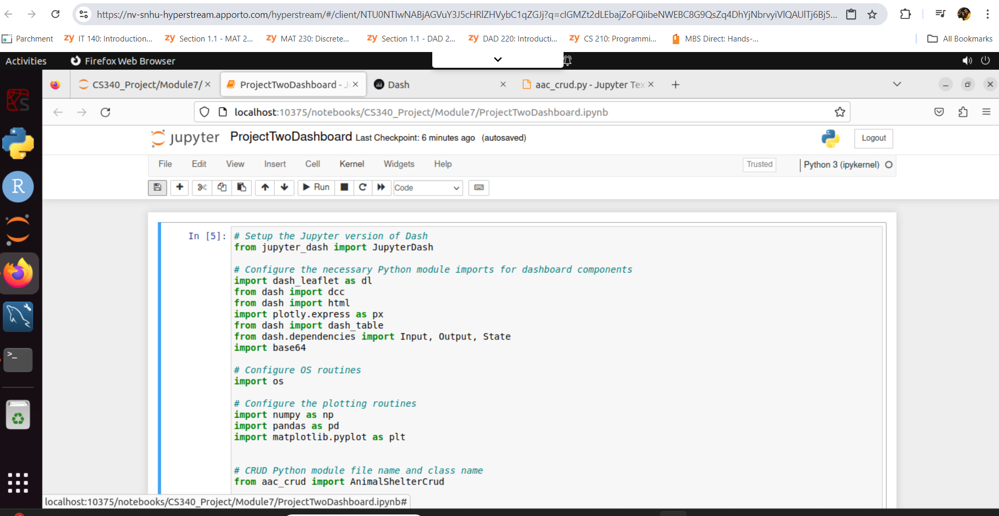 https://nv-snhu-hyperstream.apporto.com/hyperstream/#/client/NTU0NTIwNABjAGVuY3J5cHRlZHVybC1qZGJj?q=cIGMZt2dLEbajZoFQiibeNWEBC8G9QsZq4DhYjNbrvyiVlQAUlTj6Bj5...
Parchment
zy IT 140: Introduction...
zy Section 1.1 - MAT 2...
zy MAT 230: Discrete...
zy Section 1.1 - DAD 2...
zy DAD 220: Introducti...
zy CS 210: Programmi...
MBS Direct: Hands-...
All Bookmarks
Activities
Firefox Web Browser
CS340_Project/Module7/
ProjectTwoDashboard - Ju
Dash
aac_crud.py - Jupyter Tex
localhost:10375/notebooks/CS340_Project/Module7/ProjectTwoDashboard.ipynb
jupyter ProjectTwoDashboard Last Checkpoint: 6 minutes ago (autosaved)
Logout
File Edit View Insert Cell Kernel Widgets Help
Trusted
Python 3 (ipykernel)
Run
Code
In [5]:
# Setup the Jupyter version of Dash
from jupyter_dash import JupyterDash
# Configure the necessary Python module imports for dashboard components
import dash_leaflet as dl
from dash import dcc
from dash import html
import plotly.express as px
from dash import dash_table
from dash.dependencies import Input, Output, State
import base64
# Configure OS routines
import os
# Configure the plotting routines
import numpy as np
import pandas as pd
import matplotlib.pyplot as plt
# CRUD Python module file name and class name
from aac_crud import AnimalShelterCrud
localhost:10375/notebooks/CS340_Project/Module7/ProjectTwoDashboard.ipynb#
R
>_